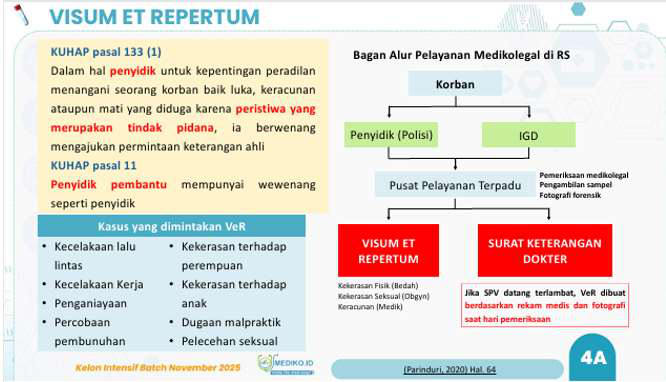 VISUM ET REPERTUM
KUHAP pasal 133 (1)
Dalam hal penyidik untuk kepentingan peradilan
menangani seorang korban baik luka, keracunan
ataupun mati yang diduga karena peristiwa yang
merupakan tindak pidana, ia berwenang
mengajukan permintaan keterangan ahli
KUHAP pasal 11
Penyidik pembantu mempunyai wewenang
seperti penyidik
Kasus yang dimintakan VeR
• Kecelakaan lalu
lintas
• Kecelakaan Kerja
• Penganiayaan
• Percobaan
pembunuhan
• Kekerasan terhadap
perempuan
• Kekerasan terhadap
anak
• Dugaan malpraktik
• Pelecehan seksual
Bagan Alur Pelayanan Medikolegal di RS
Korban
Penyidik (Polisi)
IGD
Pusat Pelayanan Terpadu
Pemeriksaan medikolegal
Pengambilan sampel
Fotografi forensik
VISUM ET
REPERTUM
SURAT KETERANGAN
DOKTER
Kekerasan Fisik (Bedah)
Kekerasan Seksual (Obgyn)
Keracunan (Medik)
Jika SPV datang terlambat, VeR dibuat
berdasarkan rekam medis dan fotografi
saat hari pemeriksaan
Kelon Intensif Batch November 2025
MEDIKO.ID
(Parinduri, 2020) Hal. 64
4A